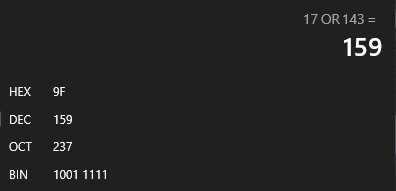 17 OR 143 =
159
HEX 9F
DEC 159
OCT 237
BIN 1001 1111